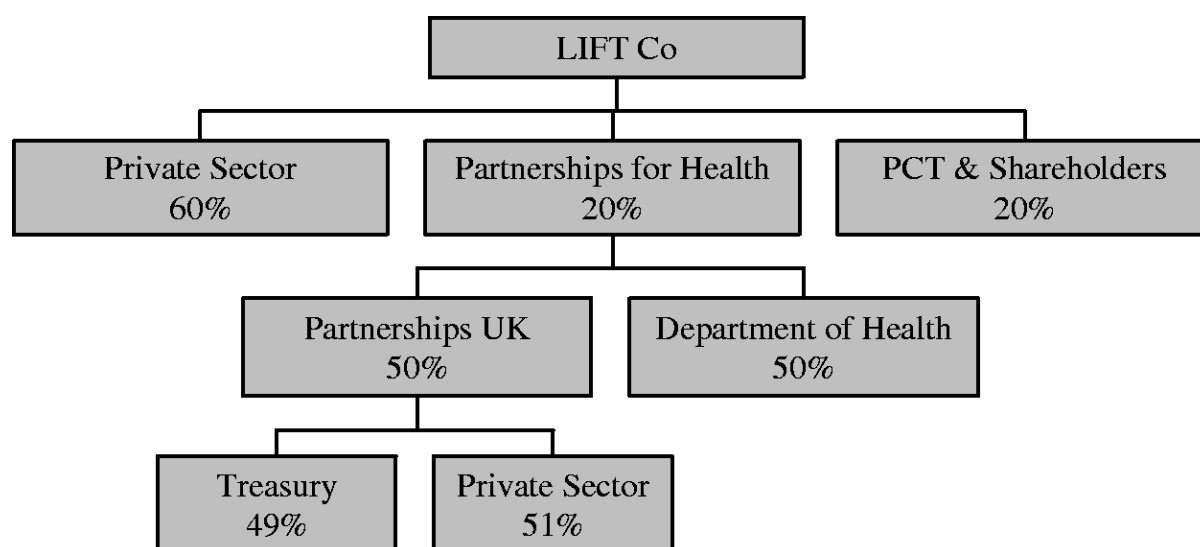 LIFT Co
Private Sector
60%
Partnerships for Health
20%
PCT & Shareholders
20%
Partnerships UK
50%
Department of Health
50%
Treasury
49%
Private Sector
51%